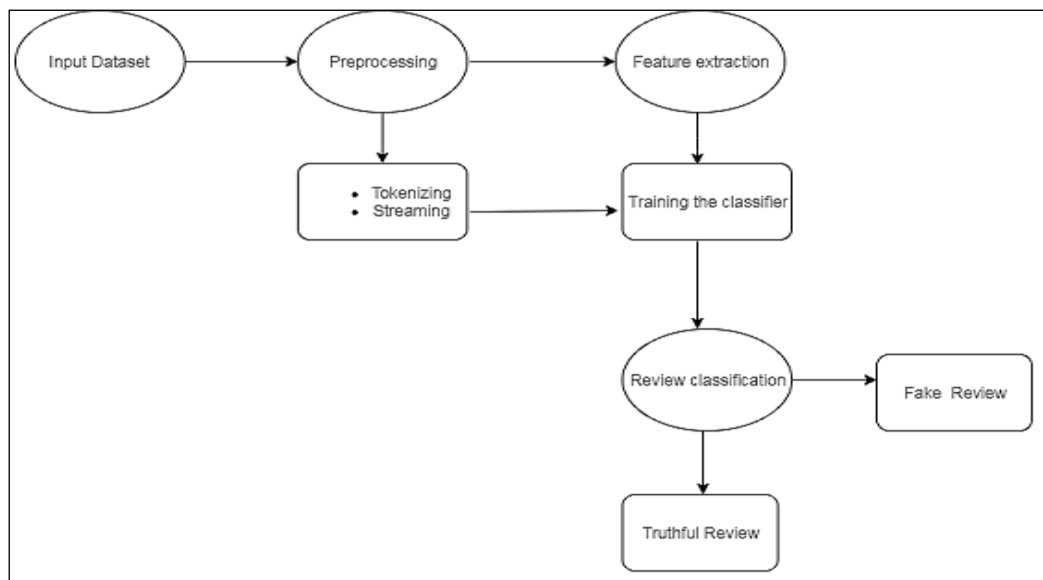 Input Dataset
Preprocessing
Feature extraction
• Tokenizing
• Streaming
Training the classifier
Review classification
Fake Review
Truthful Review